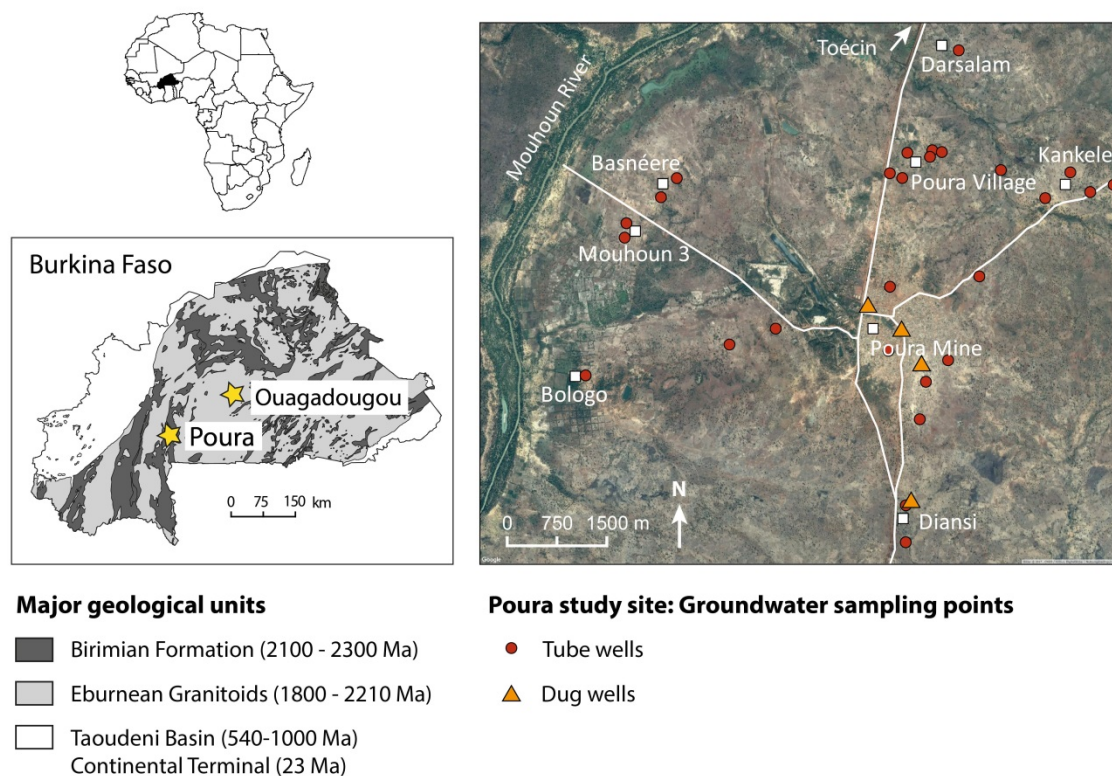 Burkina Faso
Ouagadougou
Poura
0 75 150 km
Toécin
Darsalam
Mouhoun River
Basnéere
Kankele
Poura Village
Mouhoun 3
Poura Mine
Bologo
N
0 750 1500 m
Diansi
Google
Major geological units
Birimian Formation (2100 - 2300 Ma)
Eburnean Granitoids (1800 - 2210 Ma)
Taoudeni Basin (540-1000 Ma)
Continental Terminal (23 Ma)
Poura study site: Groundwater sampling points
Tube wells
Dug wells